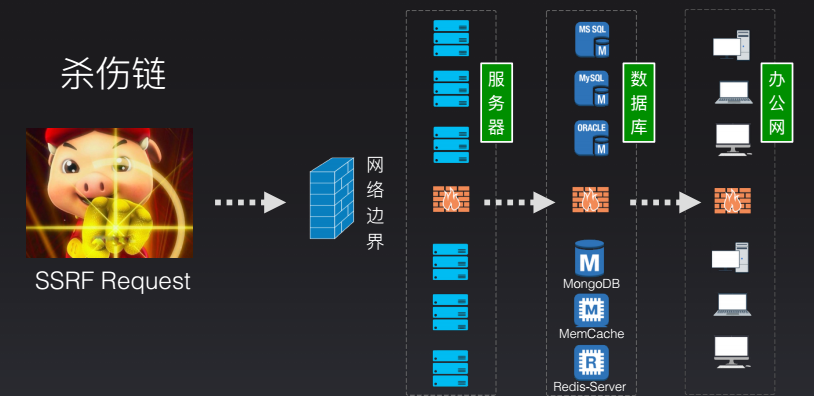 杀伤链
SSRF Request
网络边界
服务器
MS SQL
M
MySQL
M
ORACLE
M
数据库
办公网
M
MongoDB
M
MemCache
R
Redis-Server